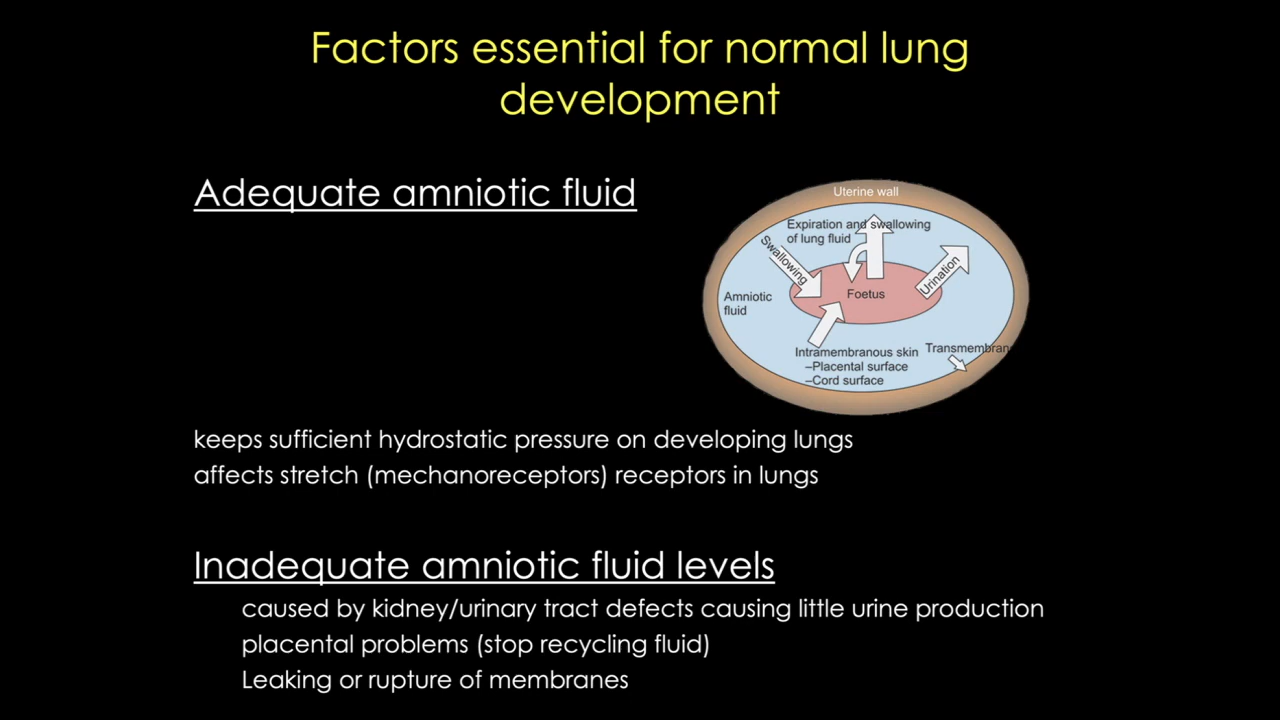 Factors essential for normal lung
development
Adequate amniotic fluid
Uterine wall
Expiration and swallowing
of lung fluid
Swallowing
Urination
Foetus
Amniotic
fluid
Intramembranous skin
–Placental surface
–Cord surface
Transmembran
keeps sufficient hydrostatic pressure on developing lungs
affects stretch (mechanoreceptors) receptors in lungs
Inadequate amniotic fluid levels
caused by kidney/urinary tract defects causing little urine production
placental problems (stop recycling fluid)
Leaking or rupture of membranes